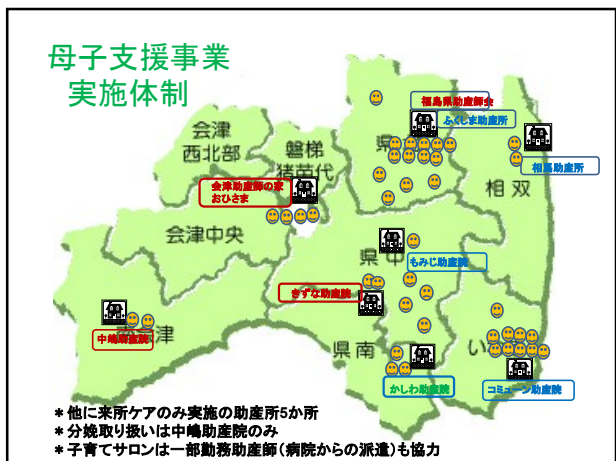 母子支援事業
実施体制
福島県助産師会
ふくしま助産所
県
会津
西北部
磐梯
猪苗代
相馬助産所
相双
会津助産師の家
おひさま
会津中央
県中
もみじ助産院
きずな助産院
中嶋助産院
会津
県南
い
かしわ助産院
コミューン助産院
＊他に来所ケアのみ実施の助産所5か所
＊分娩取り扱いは中嶋助産院のみ
＊子育てサロンは一部勤務助産師（病院からの派遣）も協力